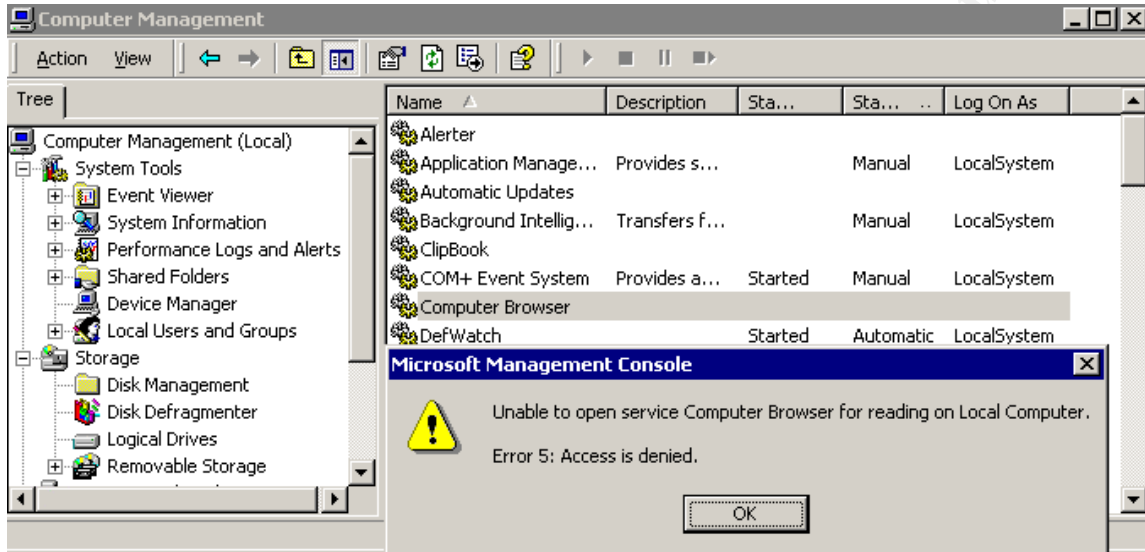 Computer Management
Action View
Tree
Name Description Sta... Sta... .. Log On As
Computer Management (Local)
System Tools
Event Viewer
System Information
Performance Logs and Alerts
Shared Folders
Device Manager
Local Users and Groups
Storage
Disk Management
Disk Defragmenter
Logical Drives
Removable Storage
Alerter
Application Manage... Provides s... Manual LocalSystem
Automatic Updates
Background Intellig... Transfers f... Manual LocalSystem
ClipBook
COM+ Event System Provides a... Started Manual LocalSystem
Computer Browser
DefWatch Started Automatic LocalSystem
Microsoft Management Console
Unable to open service Computer Browser for reading on Local Computer.
Error 5: Access is denied.
OK